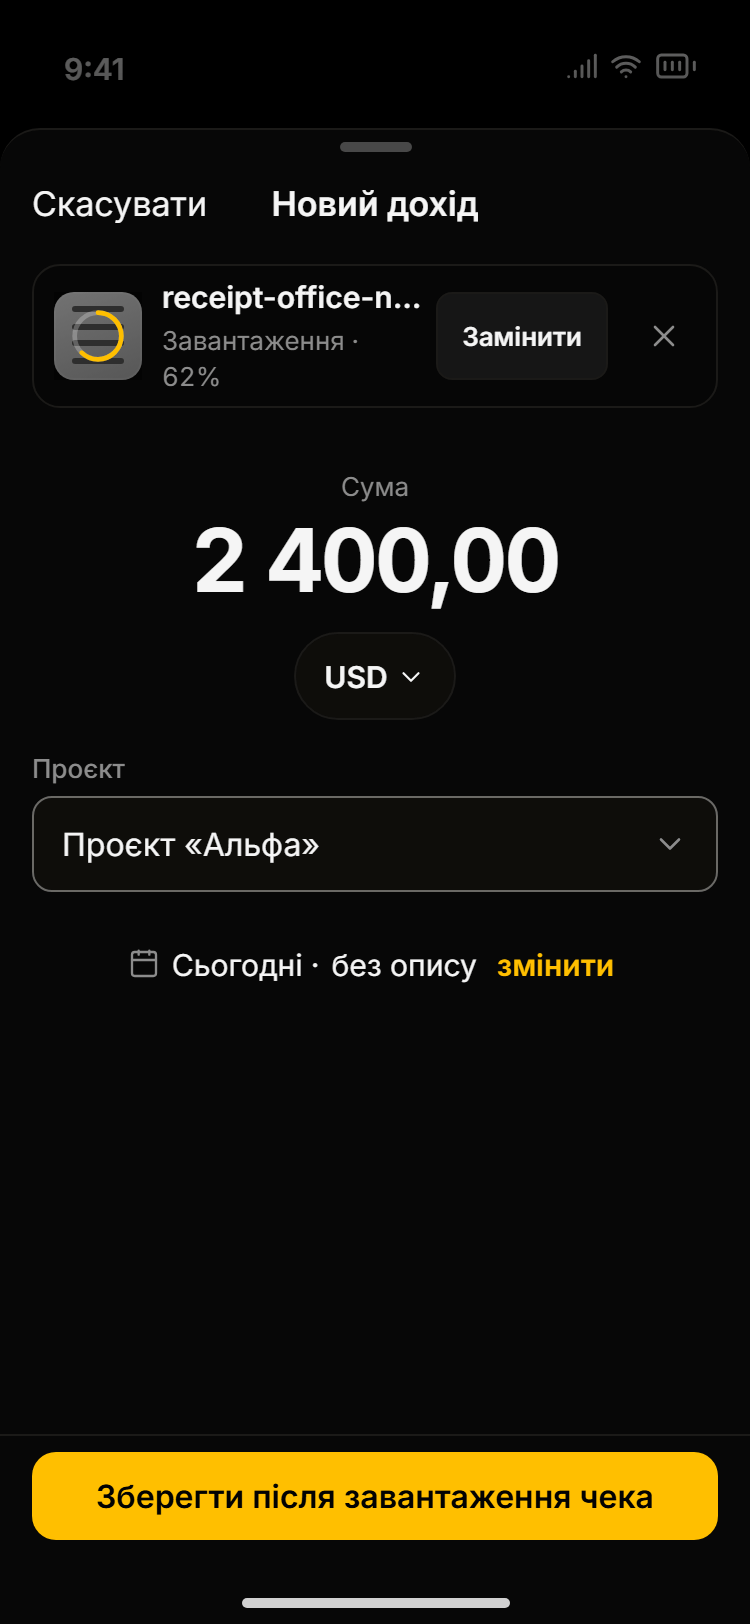 9:41
Скасувати Новий дохід
receipt-office-n...
Завантаження ·
62%
Замінити
Сума
2 400,00
USD
Проєкт
Проєкт «Альфа»
Сьогодні · без опису змінити
Зберегти після завантаження чека